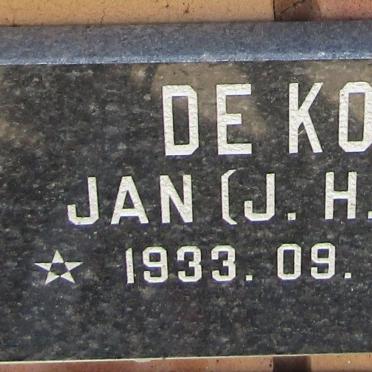 DE KO
JAN (J. H.
☆ 1933. 09.